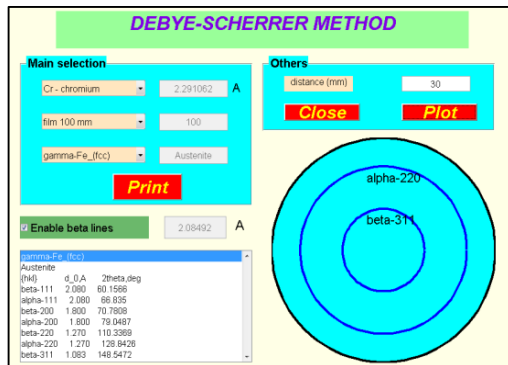 DEBYE-SCHERRER METHOD
Main selection
Cr - chromium 2.291062 A
film 100 mm 100
gamma-Fe_(fcc) Austenite
Print
Others
distance (mm) 30
Close Plot
Enable beta lines 2.08492 A
gamma-Fe_(fcc)
Austenite
{hkl} d_0,A 2theta,deg
beta-111 2.080 60.1566
alpha-111 2.080 66.835
beta-200 1.800 70.7808
alpha-200 1.800 79.0487
beta-220 1.270 110.3369
alpha-220 1.270 128.8426
beta-311 1.083 148.5472
alpha-220
beta-311